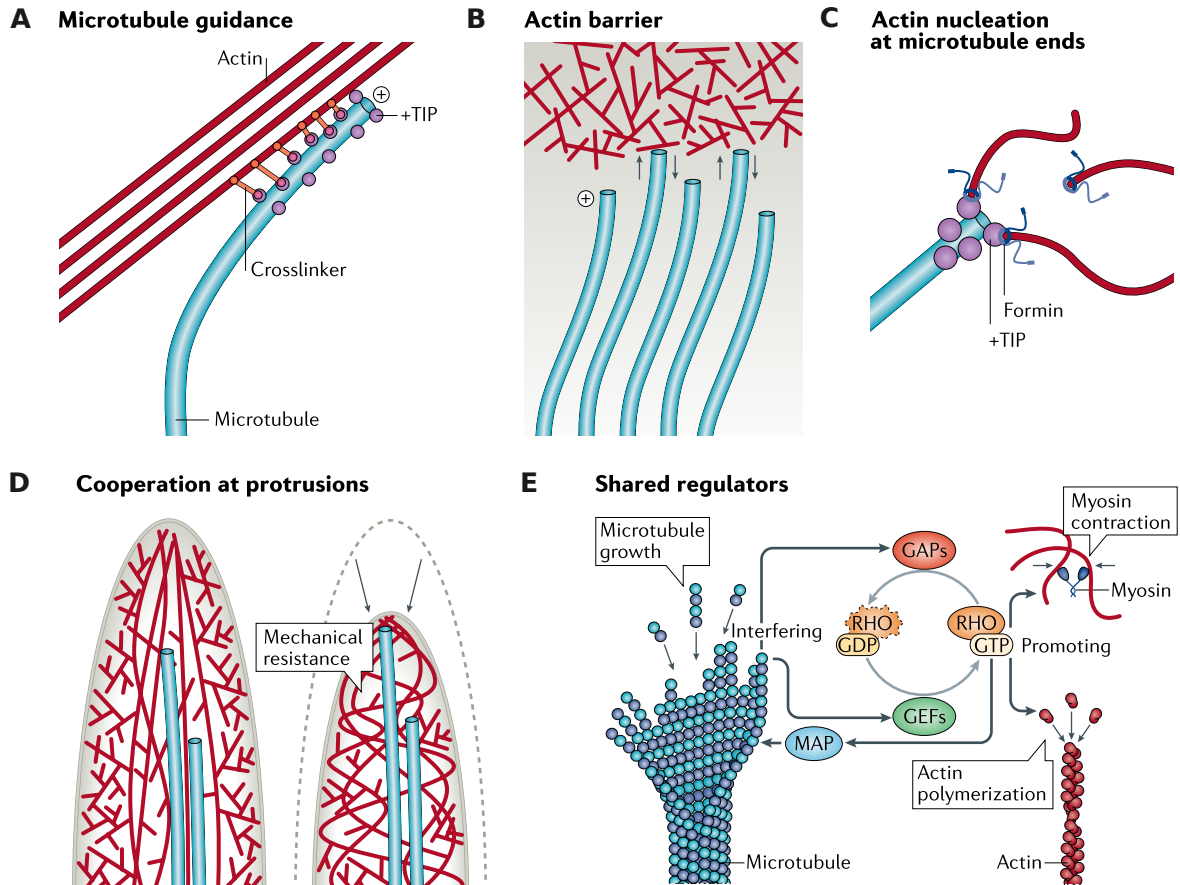 A Microtubule guidance
Actin
+
+TIP
Crosslinker
Microtubule
B Actin barrier
+
C Actin nucleation
at microtubule ends
Formin
+TIP
D Cooperation at protrusions
Mechanical
resistance
E Shared regulators
Microtubule
growth
Interfering
GAPs
RHO
GDP
RHO
GTP
Promoting
GEFs
MAP
Myosin
contraction
Myosin
Actin
polymerization
Microtubule
Actin